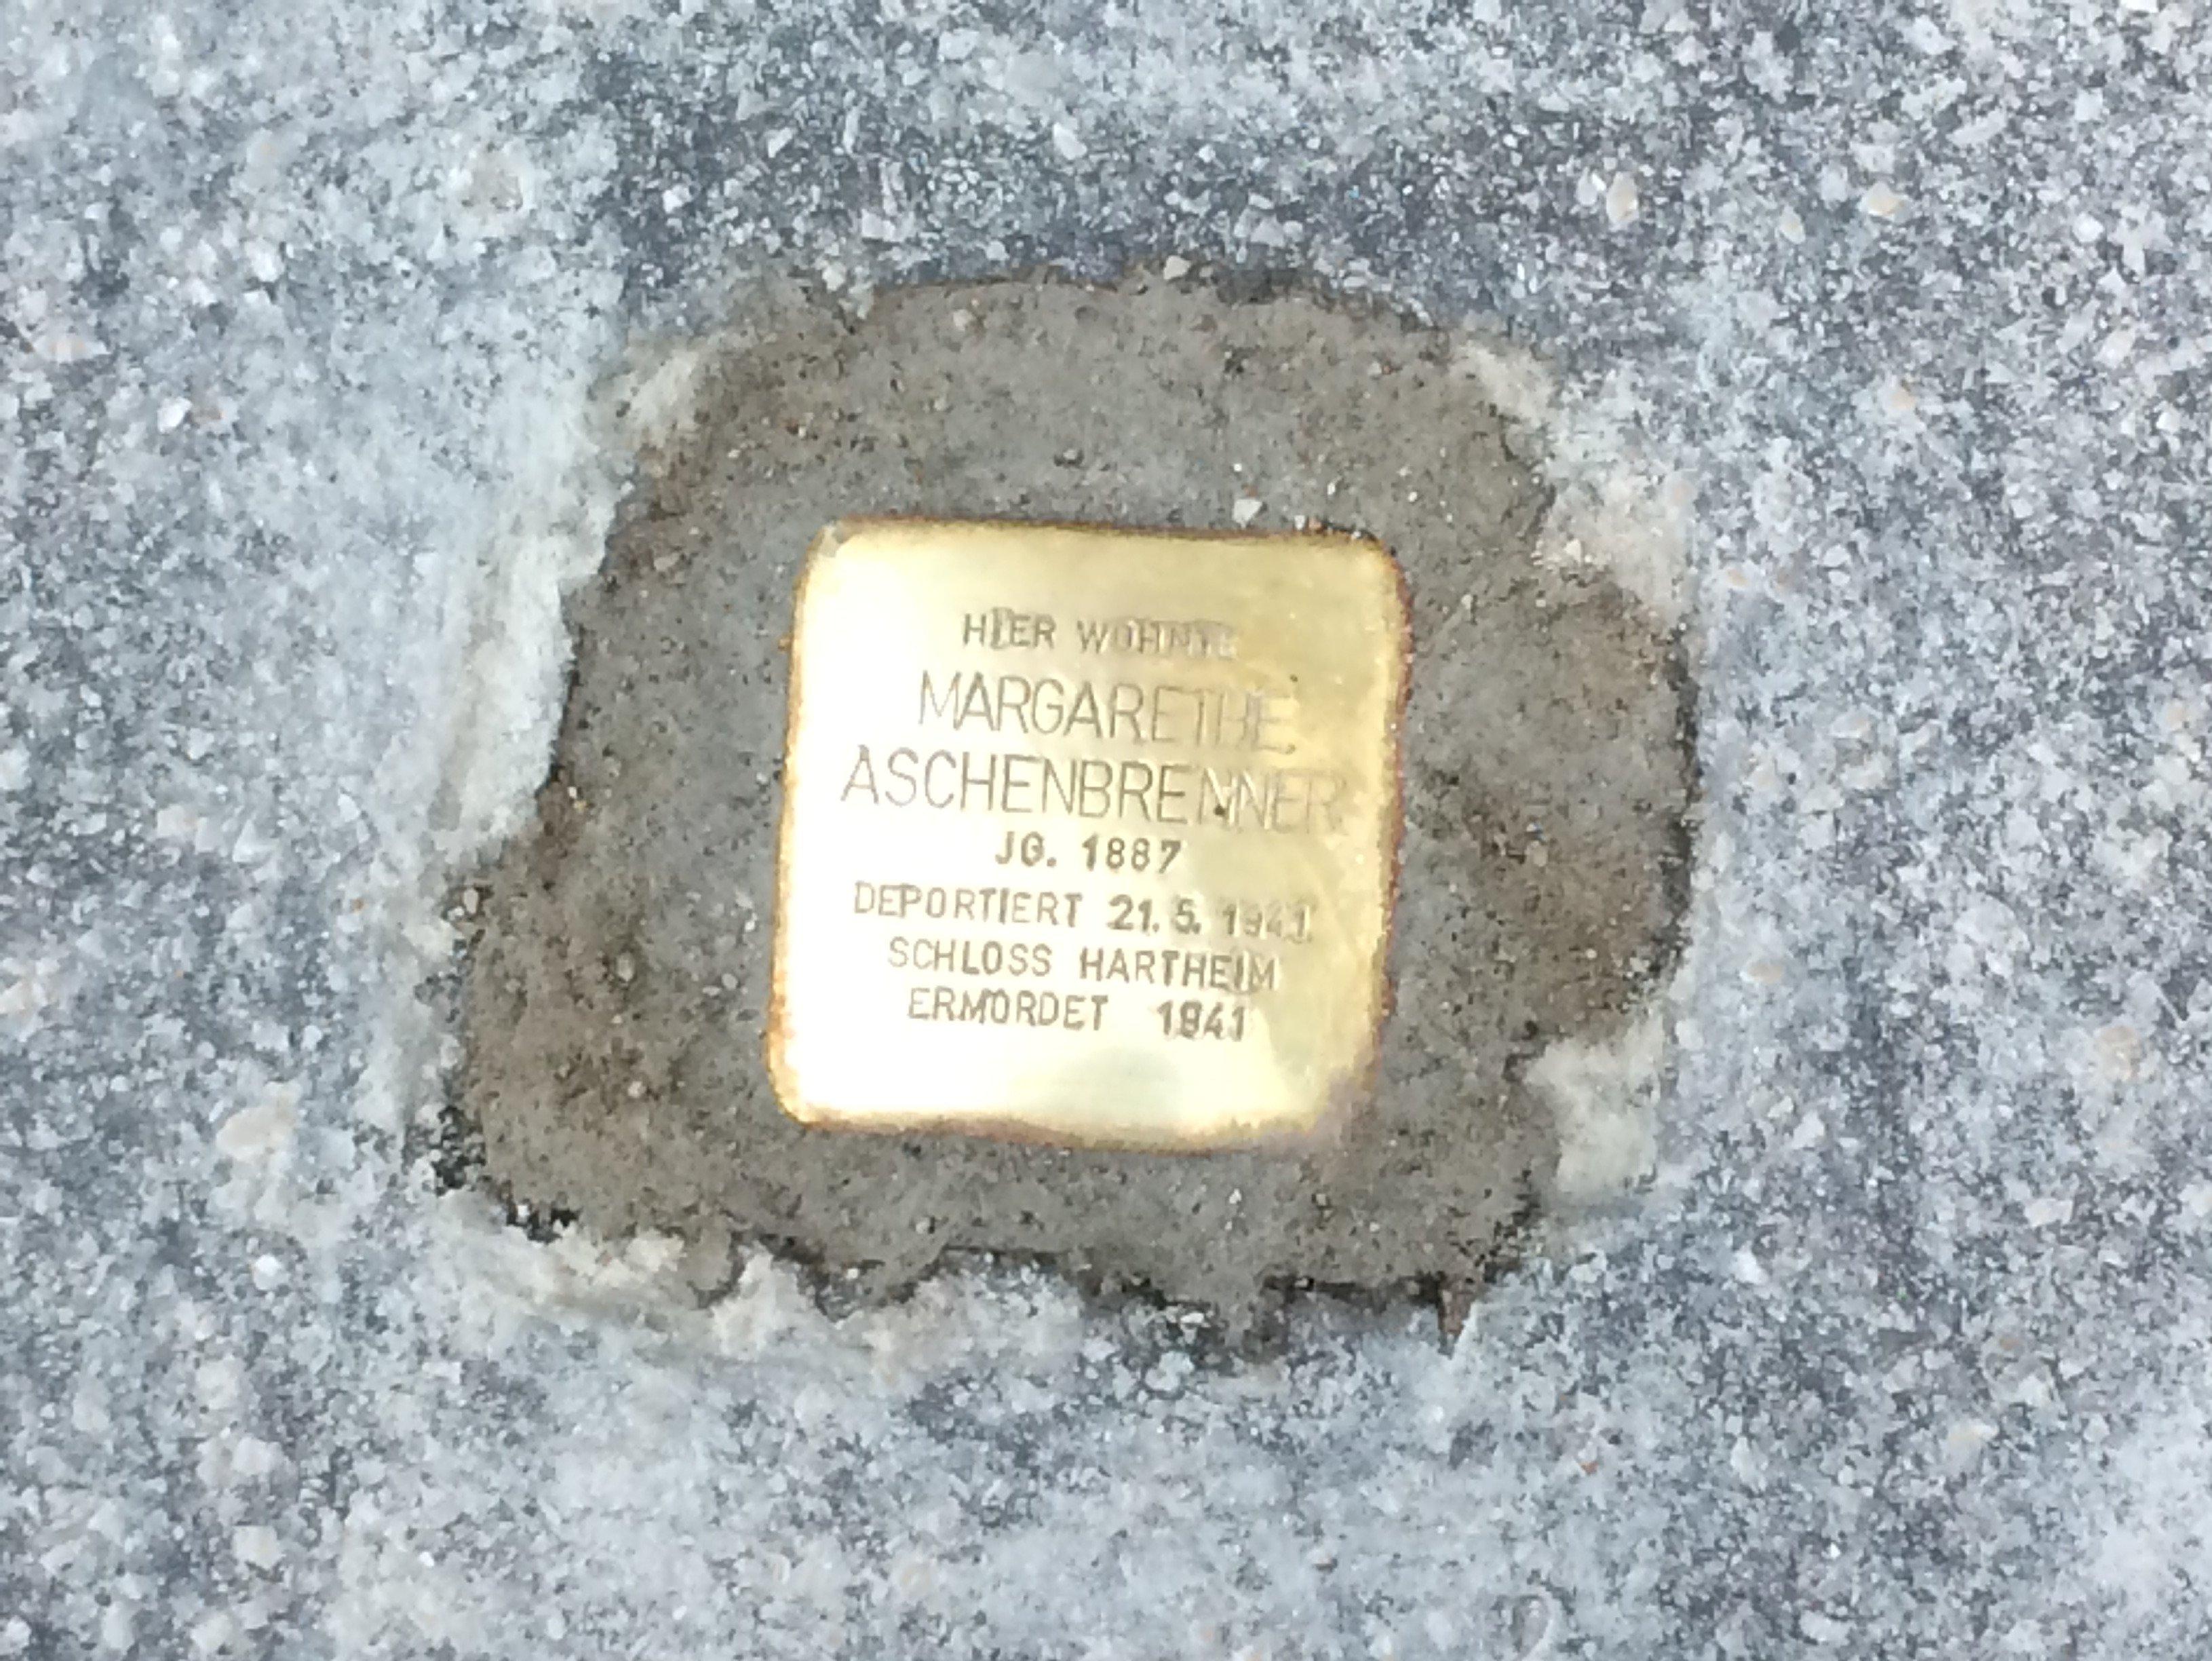 HIER WOHNTE
MARGARETHE
ASCHENBRENNER
JG. 1887
DEPORTIERT 21. 5. 1941
SCHLOSS HARTHEIM
ERMORDET 1941